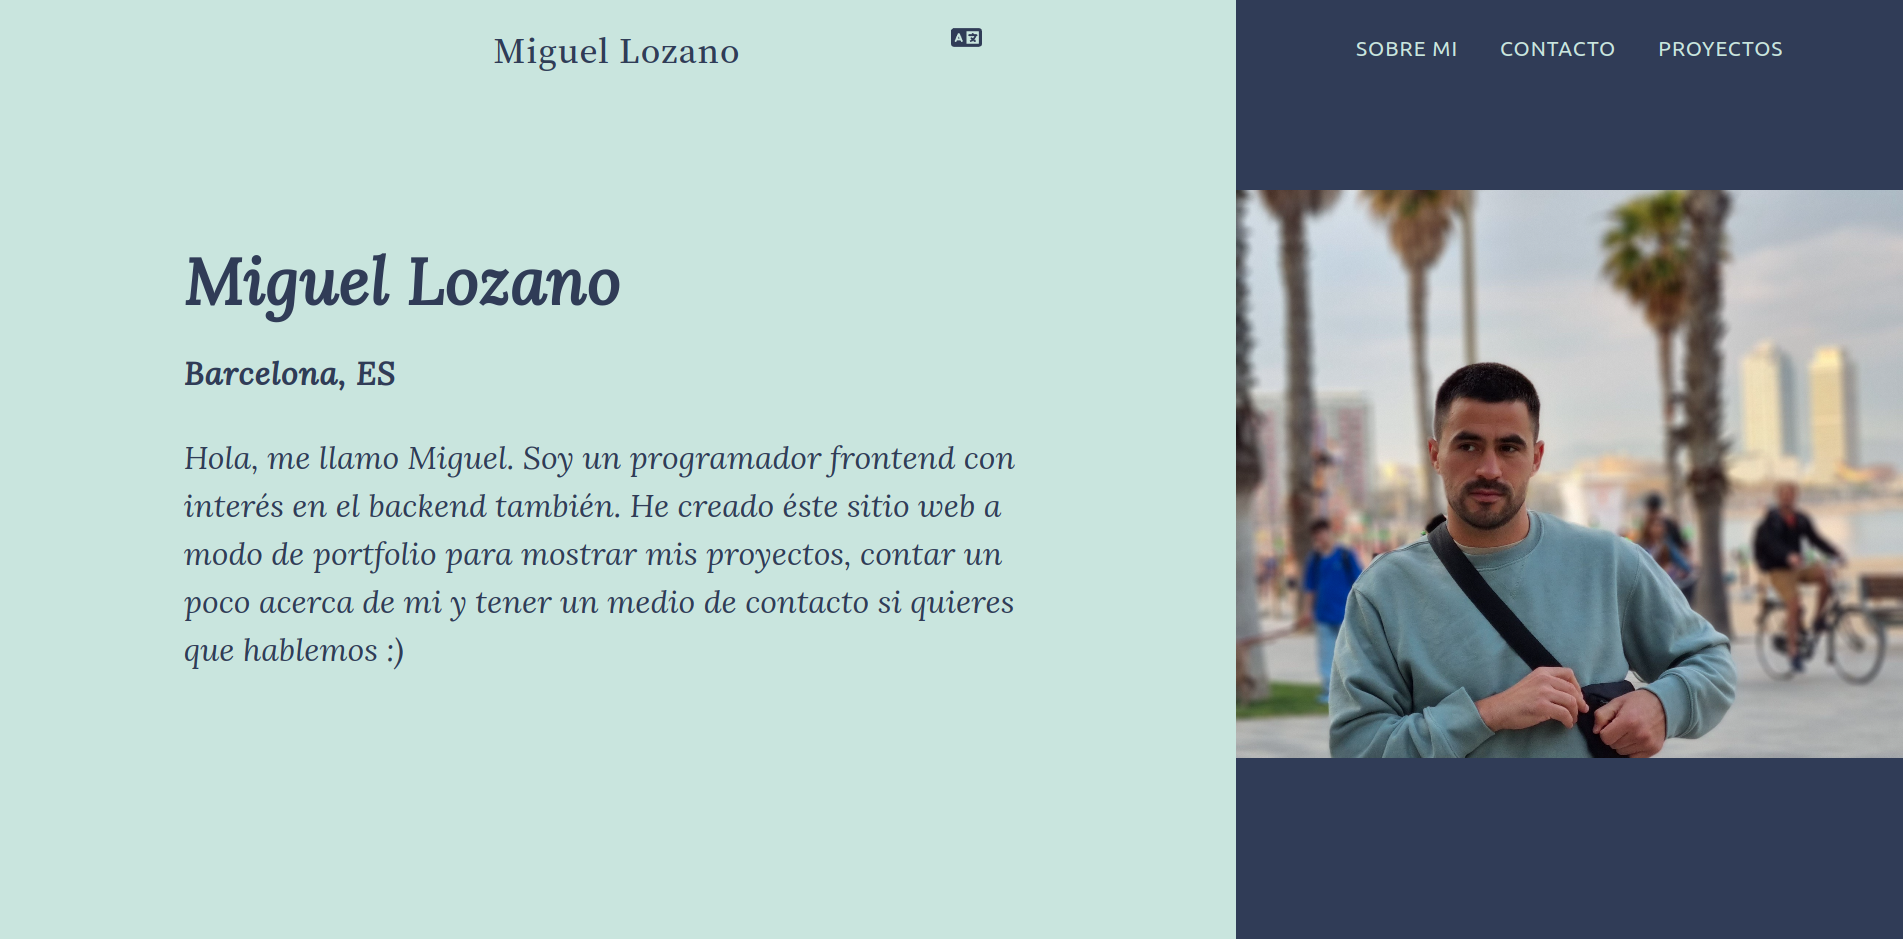 Miguel Lozano
A 文
SOBRE MI CONTACTO PROYECTOS
Miguel Lozano
Barcelona, ES
Hola, me llamo Miguel. Soy un programador frontend con
interés en el backend también. He creado éste sitio web a
modo de portfolio para mostrar mis proyectos, contar un
poco acerca de mi y tener un medio de contacto si quieres
que hablemos :)